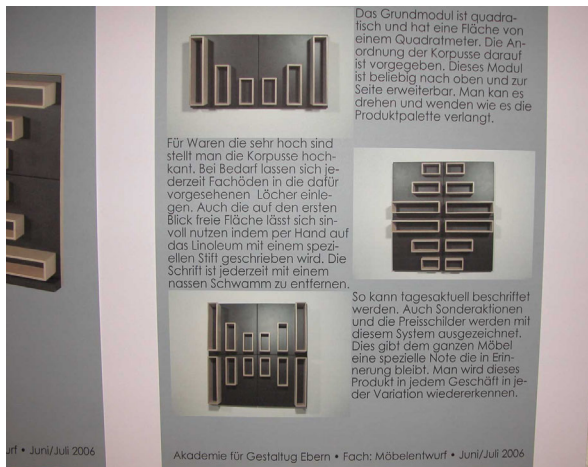 Das Grundmodul ist quadra-
tisch und hat eine Fläche von
einem Quadratmeter. Die An-
ordnung der Korpusse darauf
ist vorgegeben. Dieses Modul
ist beliebig nach oben und zur
Seite erweiterbar. Man kan es
drehen und wenden wie es die
Produktpalette verlangt.
Für Waren die sehr hoch sind
stellt man die Korpusse hoch-
kant. Bei Bedarf lassen sich je-
derzeit Fachöden in die dafür
vorgesehenen Löcher einle-
gen. Auch die auf den ersten
Blick freie Fläche lässt sich sin-
voll nutzen indem per Hand auf
das Linoleum mit einem spezi-
ellen Stift geschrieben wird. Die
Schrift ist jederzeit mit einem
nassen Schwamm zu entfernen.
So kann tagesaktuell beschriftet
werden. Auch Sonderaktionen
und die Preisschilder werden mit
diesem System ausgezeichnet.
Dies gibt dem ganzen Möbel
eine spezielle Note die in Erin-
nerung bleibt. Man wird dieses
Produkt in jedem Geschäft in je-
der Variation wiedererkennen.
urf • Juni/Juli 2006
Akademie für Gestaltug Ebern • Fach: Möbelentwurf • Juni/Juli 2006